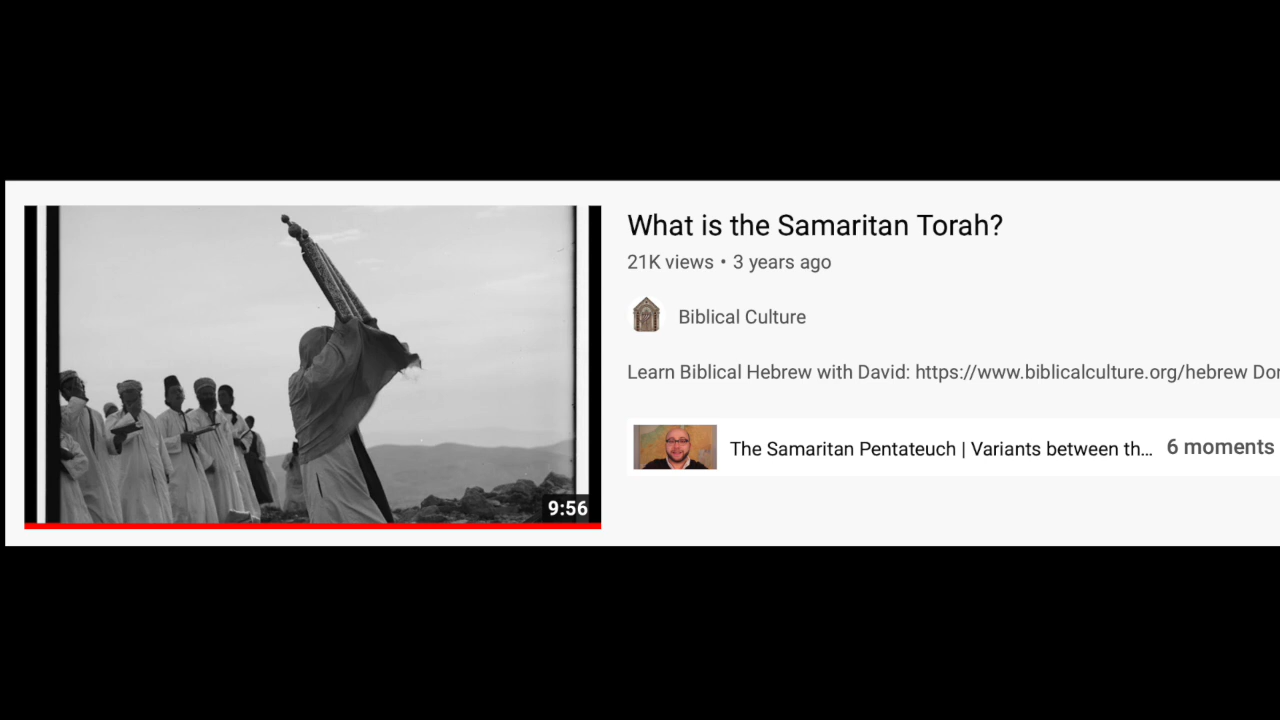 What is the Samaritan Torah?
21K views • 3 years ago
Biblical Culture
Learn Biblical Hebrew with David: https://www.biblicalculture.org/hebrew
The Samaritan Pentateuch | Variants between th... 6 moments
9:56